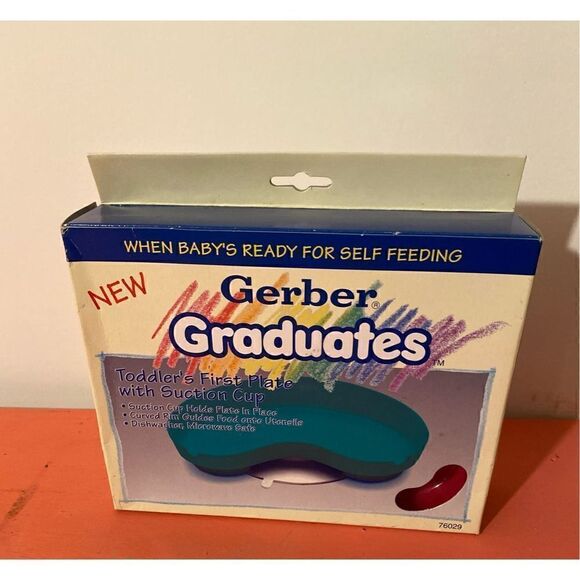 WHEN BABY'S READY FOR SELF FEEDING
NEW
Gerber®
Graduates™
Toddler's First Plate
with Suction Cup
• Suction Cup Holds Plate in Place
• Curved Rim Guides Food onto Utensils
• Dishwasher, Microwave Safe
76029